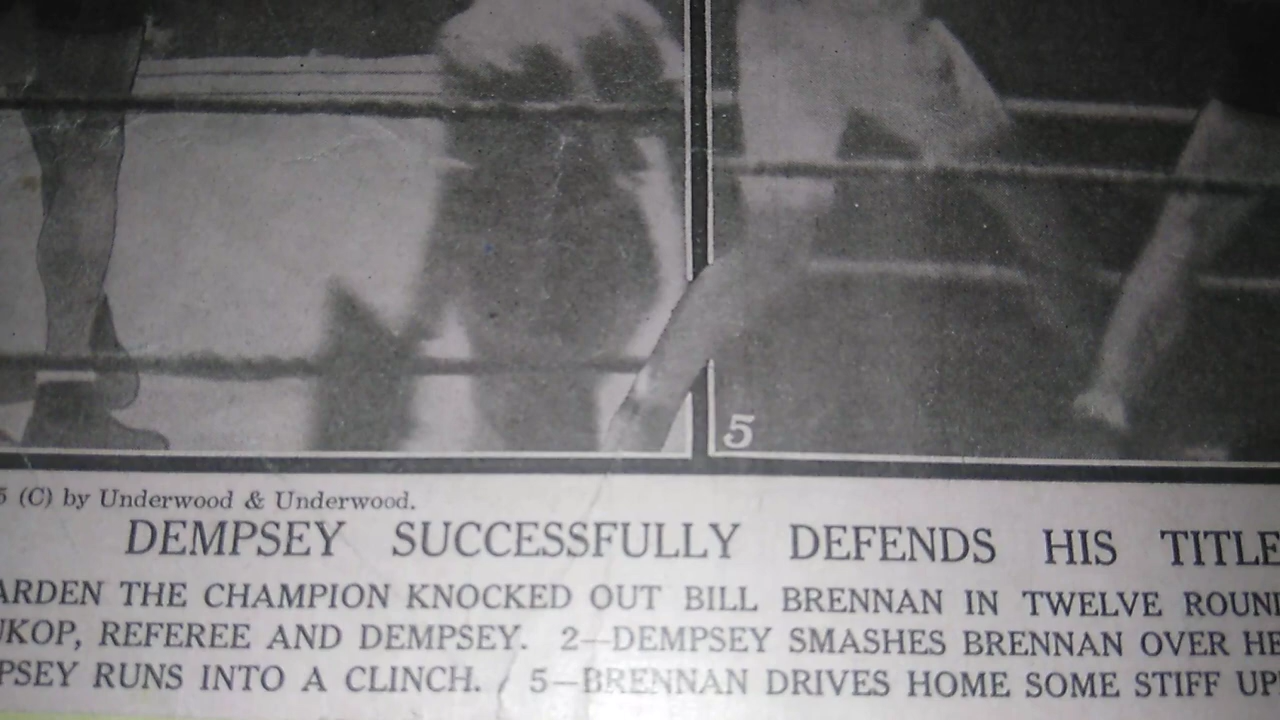 5
5 (C) by Underwood & Underwood.
DEMPSEY SUCCESSFULLY DEFENDS HIS TITLE
ARDEN THE CHAMPION KNOCKED OUT BILL BRENNAN IN TWELVE ROUN
UKOP, REFEREE AND DEMPSEY. 2—DEMPSEY SMASHES BRENNAN OVER HE
PSEY RUNS INTO A CLINCH. 5—BRENNAN DRIVES HOME SOME STIFF UP